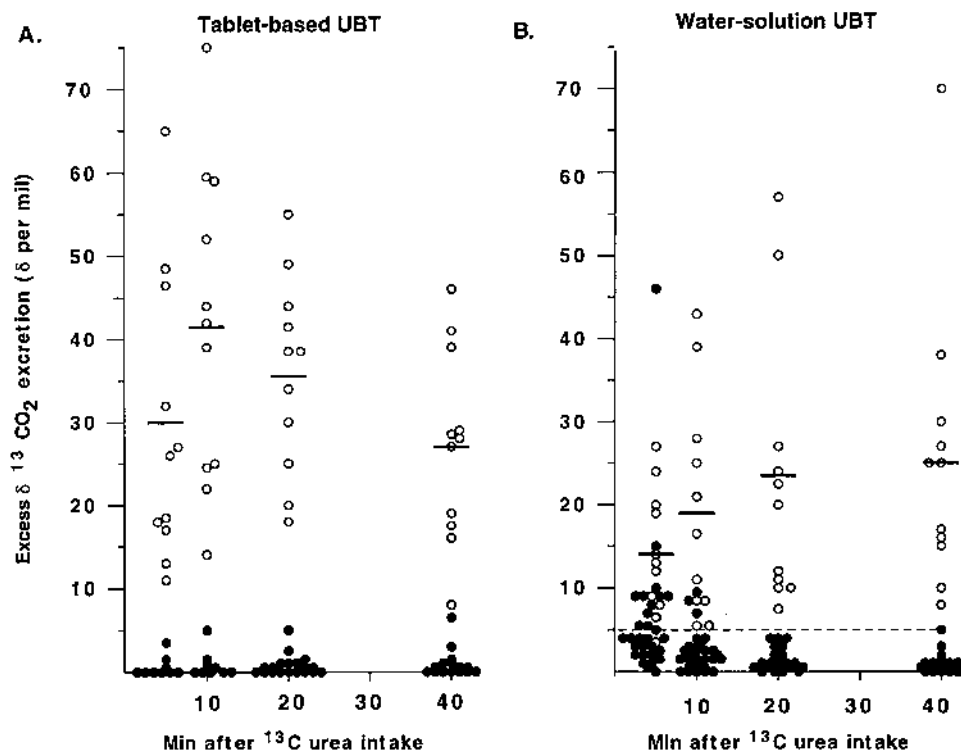 A.
Tablet-based UBT
70
60
50
40
30
20
10
10 20 30 40
Min after ¹³C urea intake
Excess δ ¹³ CO₂ excretion ( δ per mil)
B.
Water-solution UBT
70
60
50
40
30
20
10
10 20 30 40
MIn after ¹³C urea intake